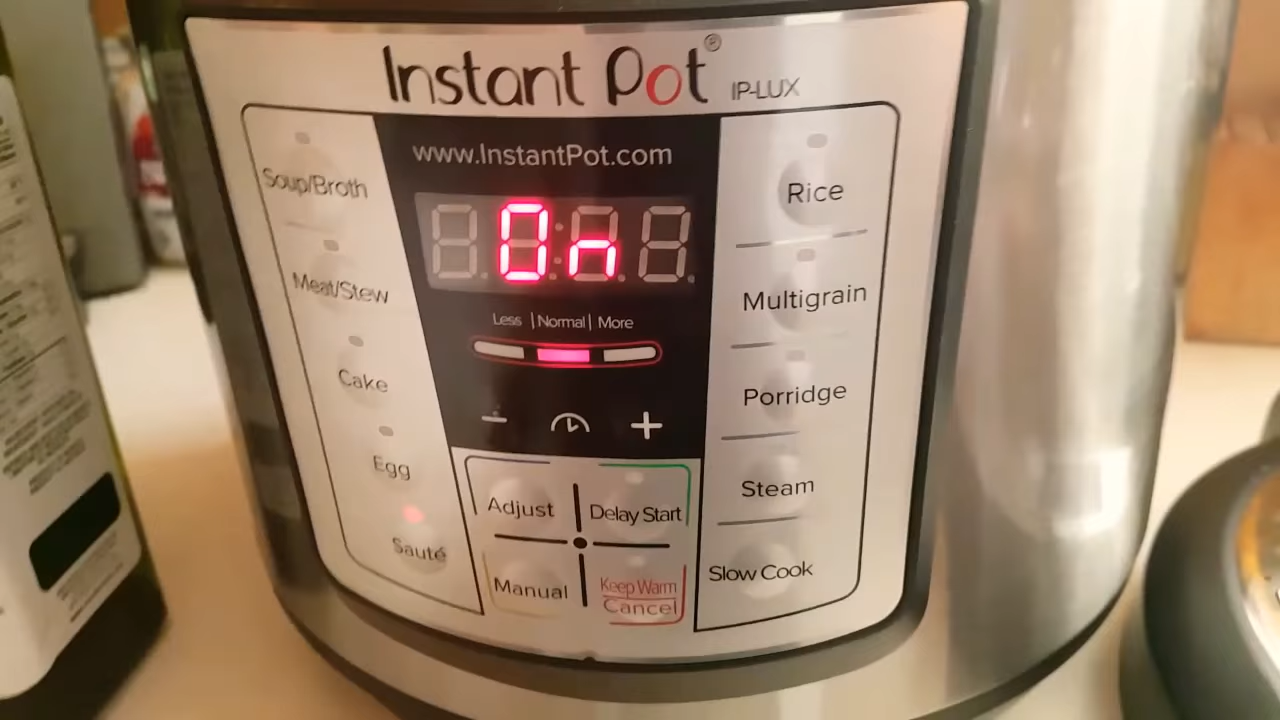 Instant Pot® IP-LUX
www.InstantPot.com
On
Less | Normal | More
− +
Soup/Broth
Meat/Stew
Cake
Egg
Sauté
Adjust
Delay Start
Manual
Keep Warm
Cancel
Rice
Multigrain
Porridge
Steam
Slow Cook